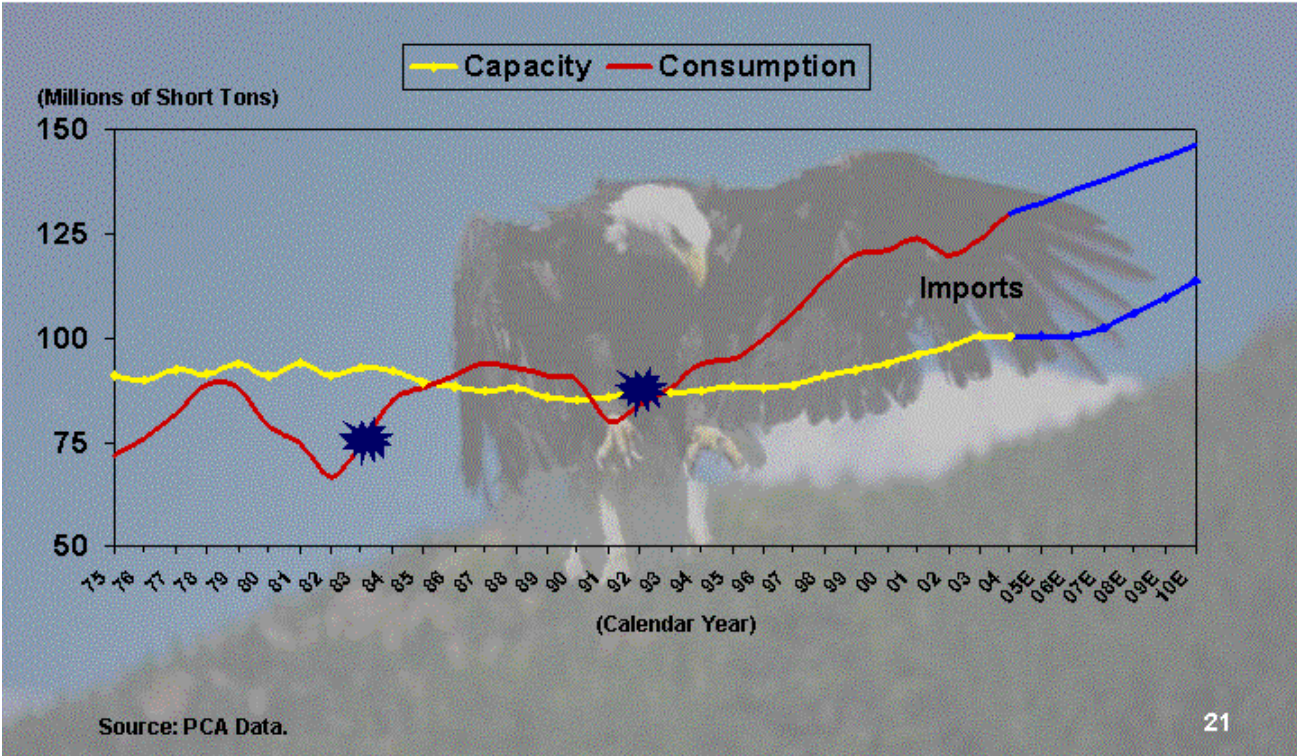 Capacity Consumption
(Millions of Short Tons)
150
125
100
75
50
Imports
75 76 77 78 79 80 81 82 83 84 85 86 87 88 89 90 91 92 93 94 95 96 97 98 99 00 01 02 03 04 05E 06E 07E 08E 09E 10E
(Calendar Year)
Source: PCA Data.
21